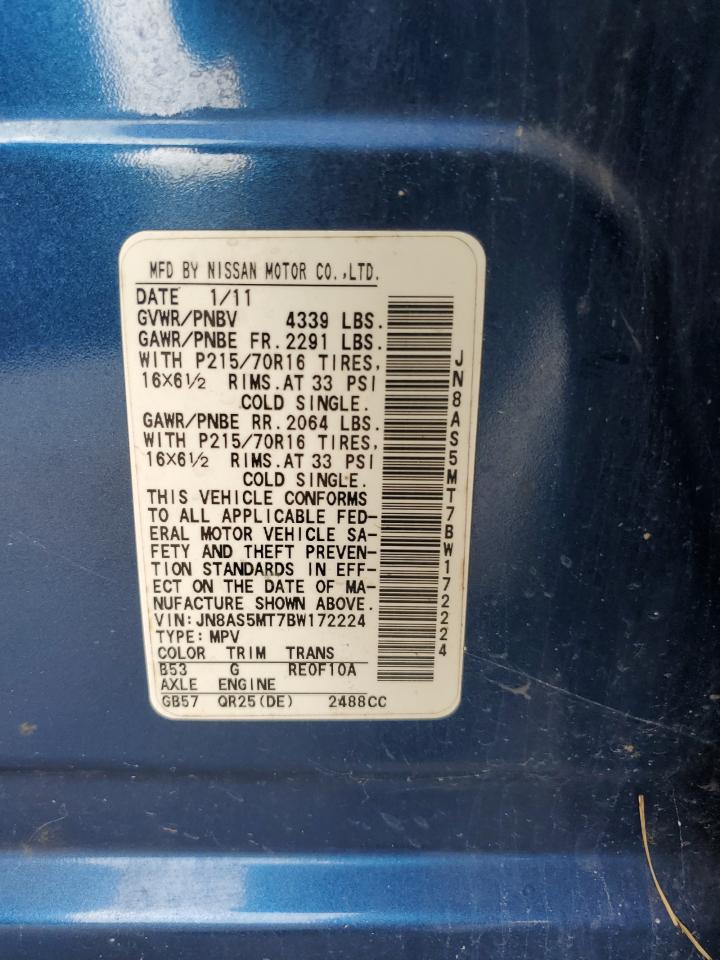 MFD BY NISSAN MOTOR CO.,LTD.
DATE 1/11
GVWR/PNBV 4339 LBS.
GAWR/PNBE FR. 2291 LBS.
WITH P215/70R16 TIRES,
16X6½ RIMS. AT 33 PSI
COLD SINGLE.
GAWR/PNBE RR. 2064 LBS.
WITH P215/70R16 TIRES,
16X6½ RIMS. AT 33 PSI
COLD SINGLE.
THIS VEHICLE CONFORMS
TO ALL APPLICABLE FED-
ERAL MOTOR VEHICLE SA-
FETY AND THEFT PREVEN-
TION STANDARDS IN EFF-
ECT ON THE DATE OF MA-
NUFACTURE SHOWN ABOVE.
VIN: JN8AS5MT7BW172224
TYPE: MPV
COLOR TRIM TRANS
B53 G RE0F10A
AXLE ENGINE
GB57 QR25(DE) 2488CC
JN8AS5MT7BW172224